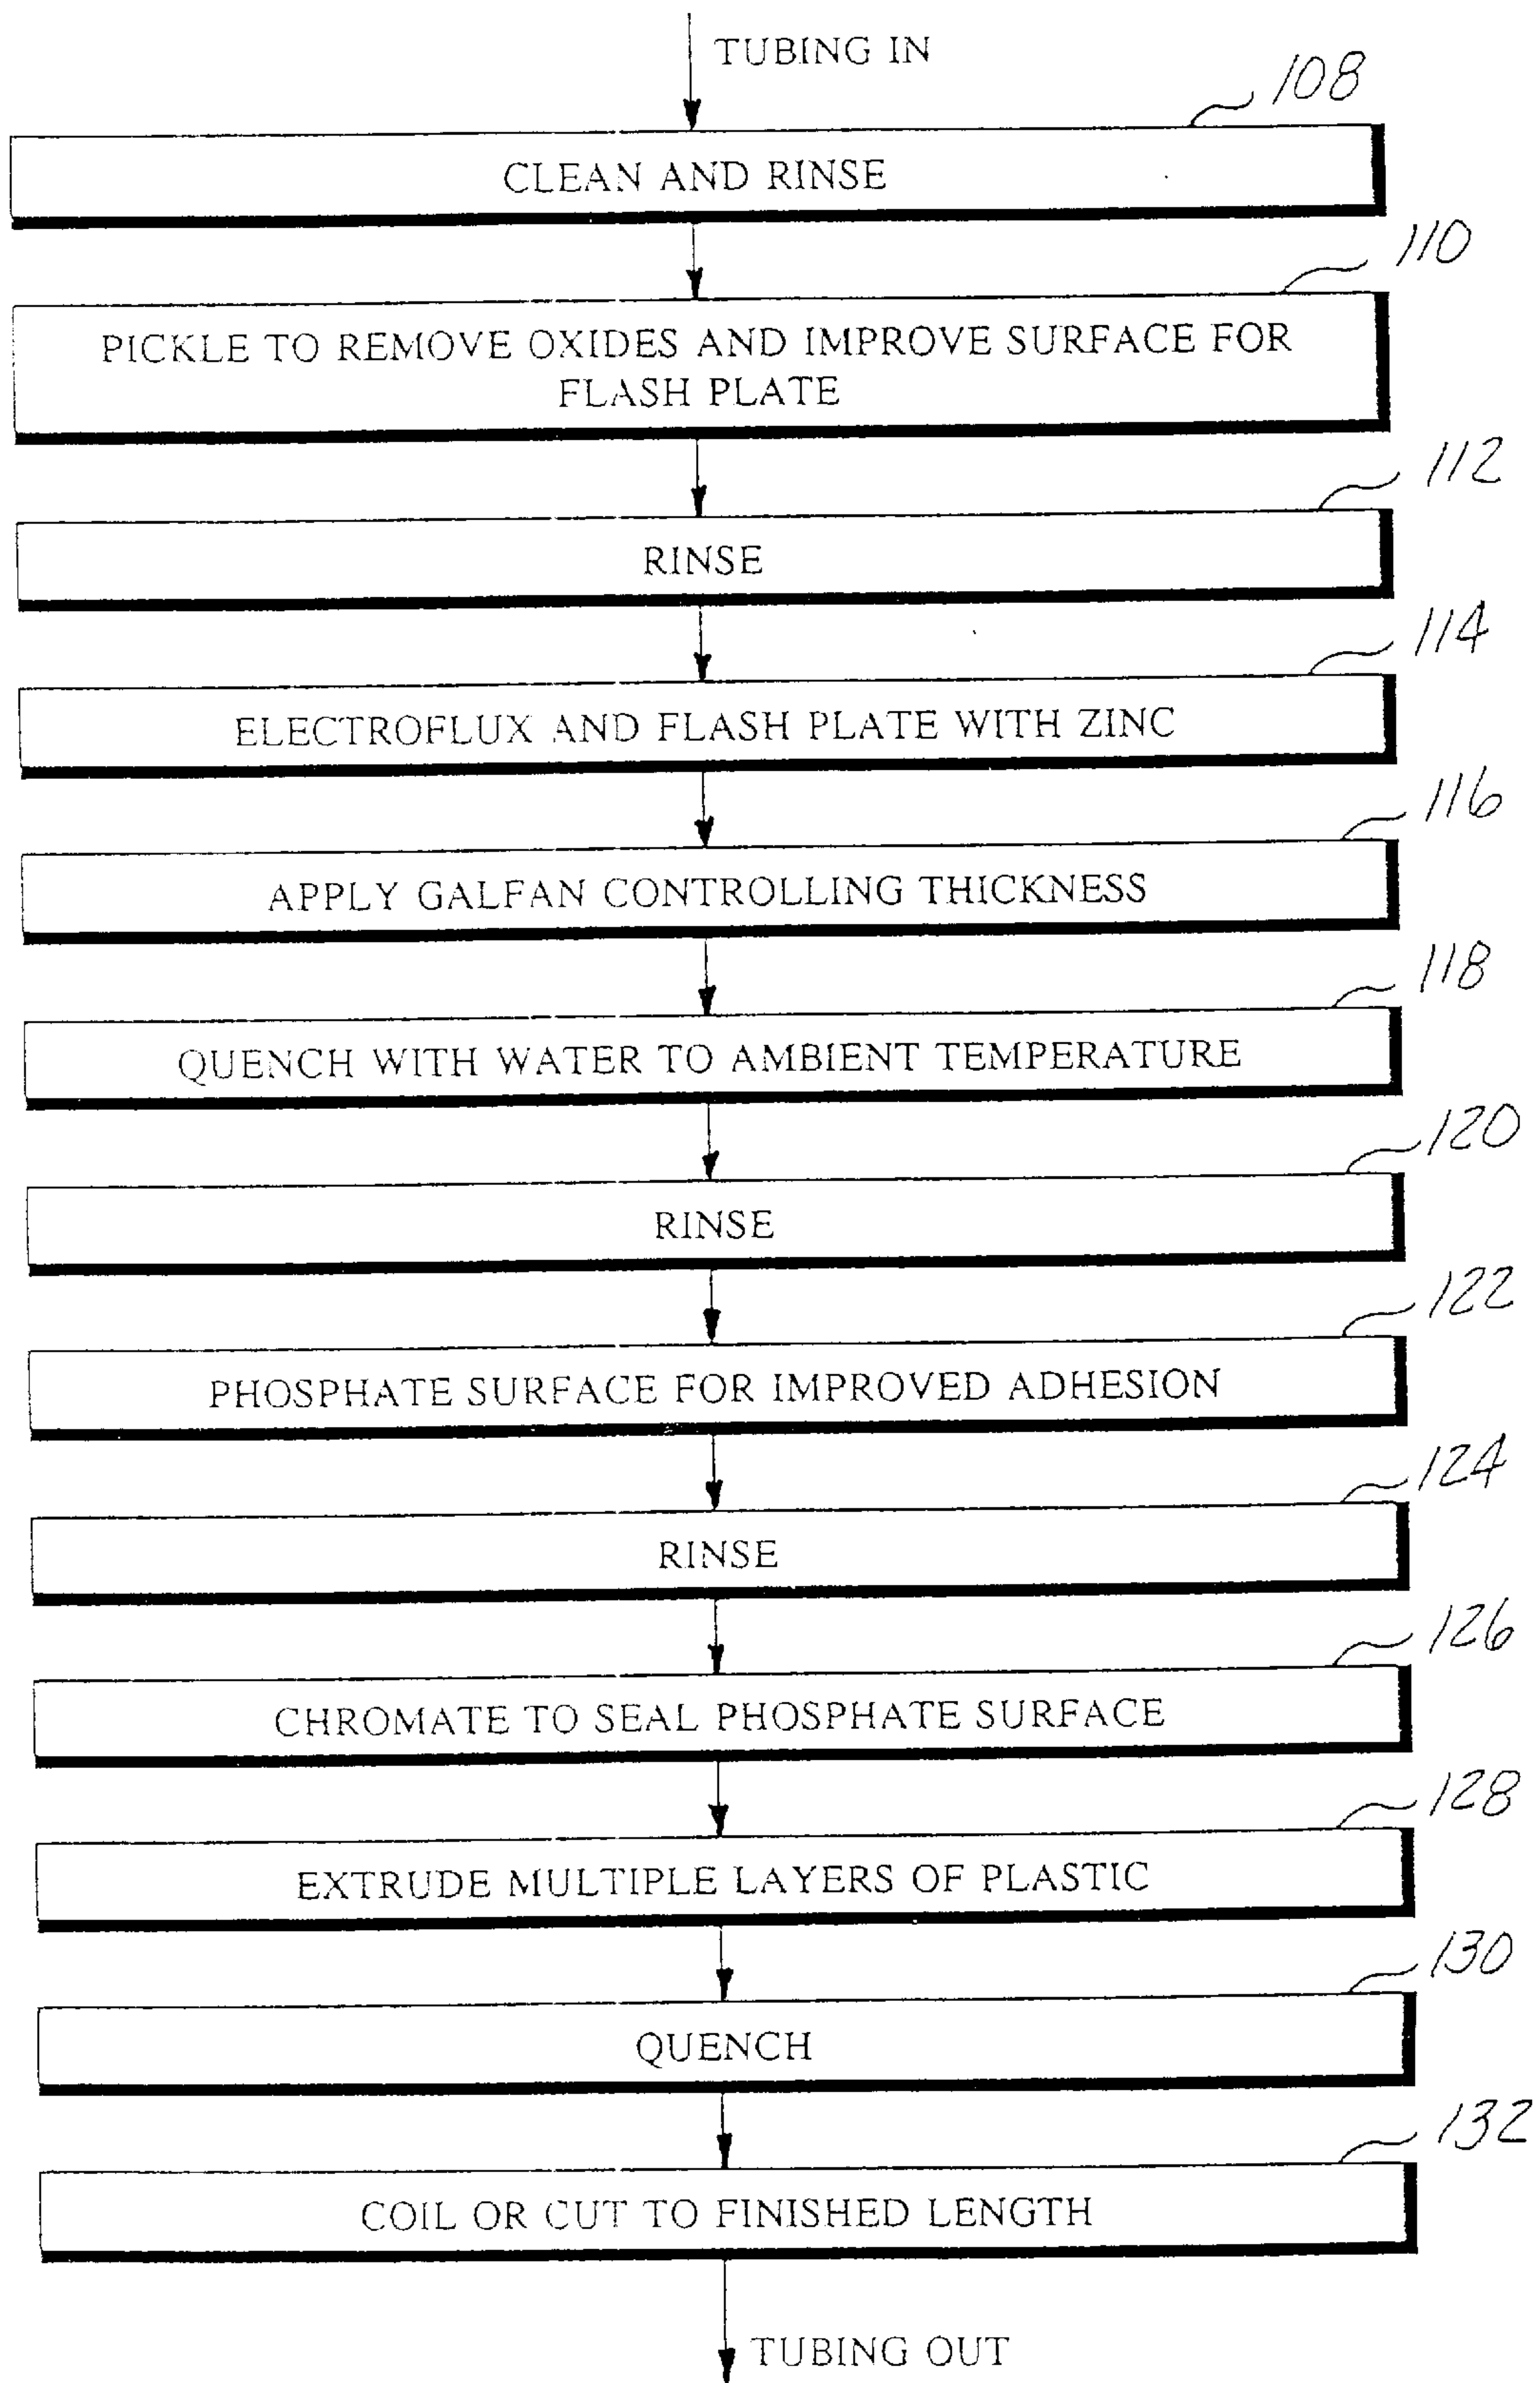 TUBING IN
108
CLEAN AND RINSE
110
PICKLE TO REMOVE OXIDES AND IMPROVE SURFACE FOR
FLASH PLATE
112
RINSE
114
ELECTROFLUX AND FLASH PLATE WITH ZINC
116
APPLY GALFAN CONTROLLING THICKNESS
118
QUENCH WITH WATER TO AMBIENT TEMPERATURE
120
RINSE
122
PHOSPHATE SURFACE FOR IMPROVED ADHESION
124
RINSE
126
CHROMATE TO SEAL PHOSPHATE SURFACE
128
EXTRUDE MULTIPLE LAYERS OF PLASTIC
130
QUENCH
132
COIL OR CUT TO FINISHED LENGTH
TUBING OUT